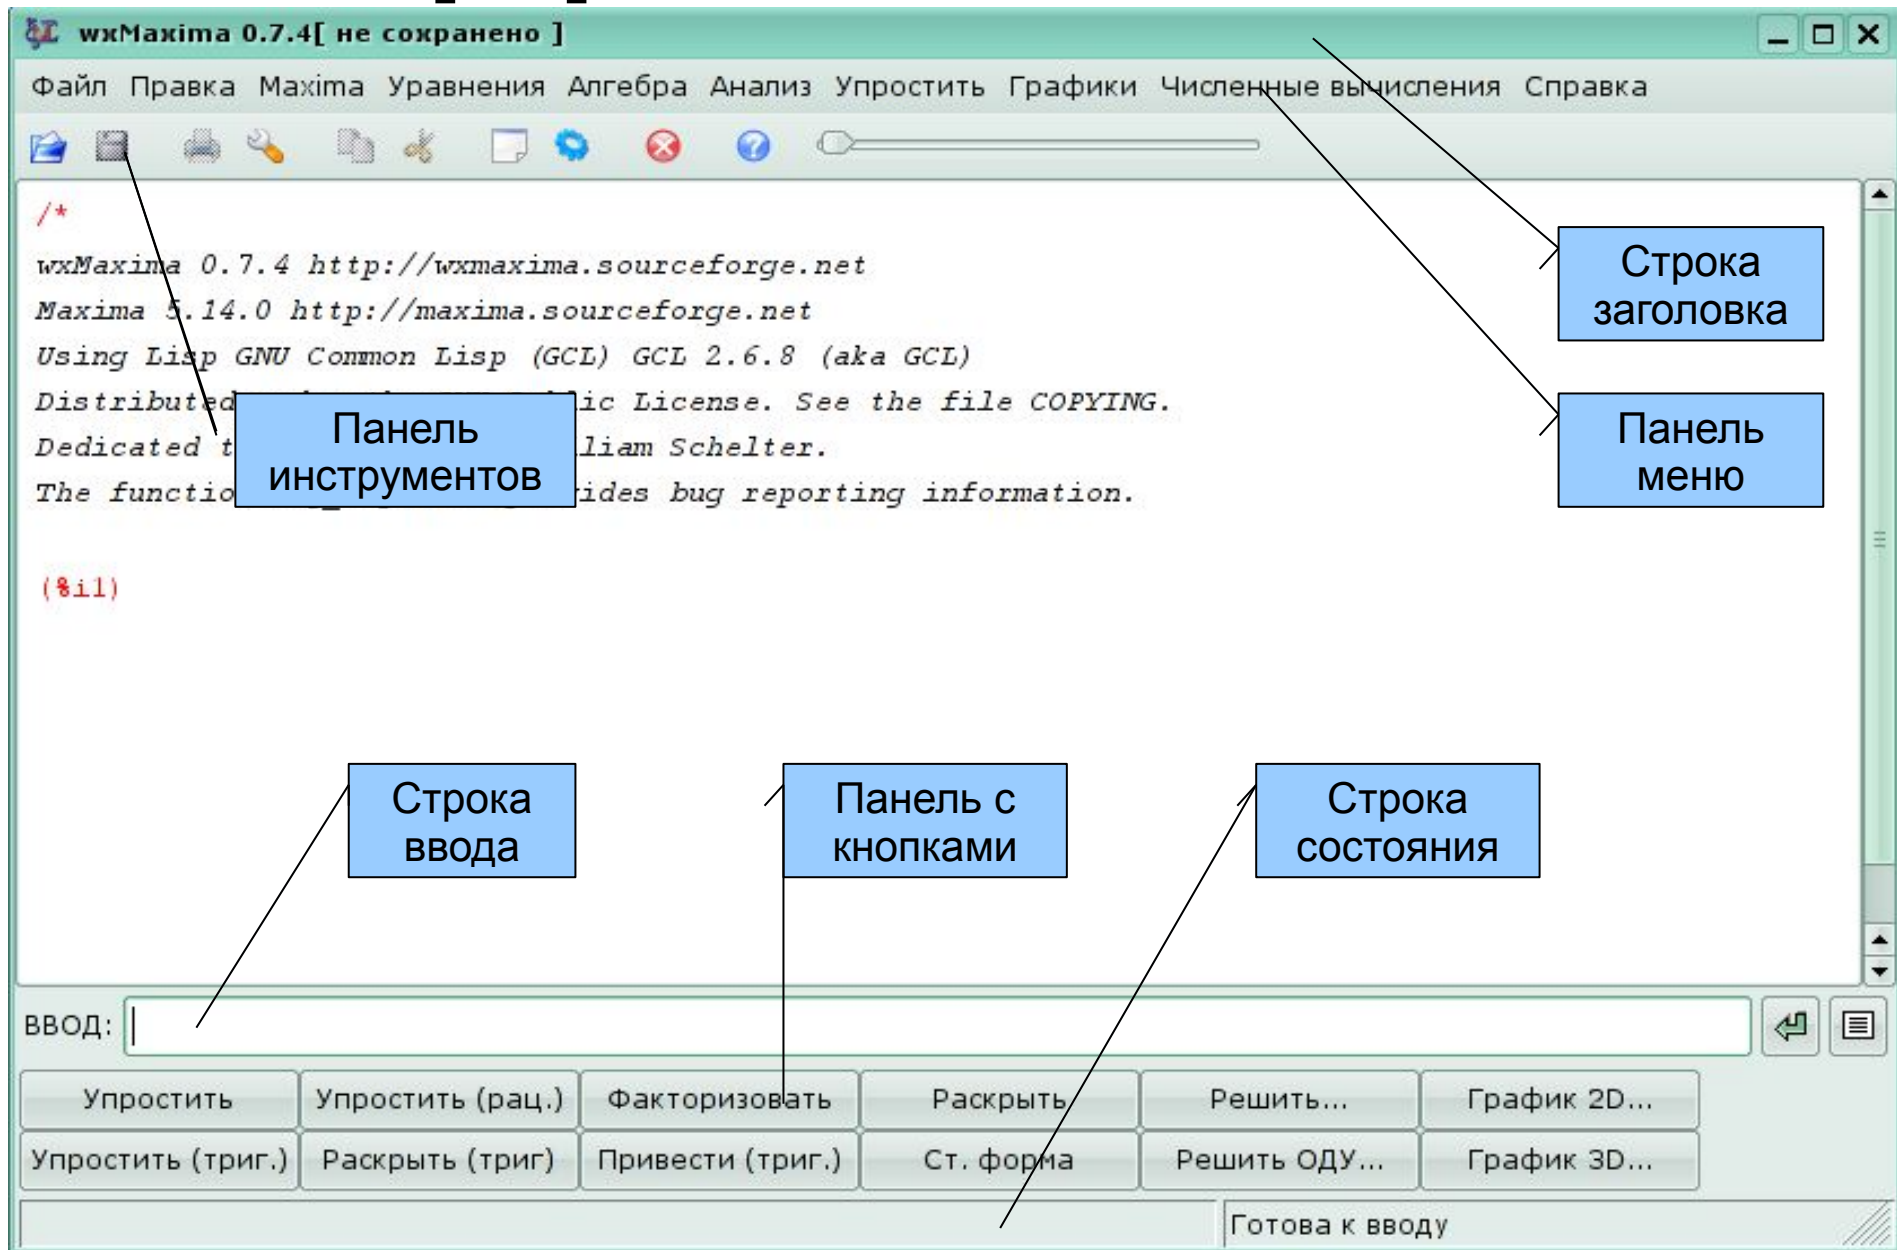 wxMaxima 0.7.4[ не сохранено ]
Файл Правка Maxima Уравнения Алгебра Анализ Упростить Графики Численные вычисления Справка
/*
wxMaxima 0.7.4 http://wxmaxima.sourceforge.net
Maxima 5.14.0 http://maxima.sourceforge.net
Using Lisp GNU Common Lisp (GCL) GCL 2.6.8 (aka GCL)
Distributed ic License. See the file COPYING.
Dedicated t liam Schelter.
The functio ides bug reporting information.
(%i1)
Строка
заголовка
Панель
инструментов
Панель
меню
Строка
ввода
Панель с
кнопками
Строка
состояния
ВВОД:
Упростить Упростить (рац.) Факторизовать Раскрыть Решить... График 2D...
Упростить (триг.) Раскрыть (триг) Привести (триг.) Ст. форма Решить ОДУ... График 3D...
Готова к вводу